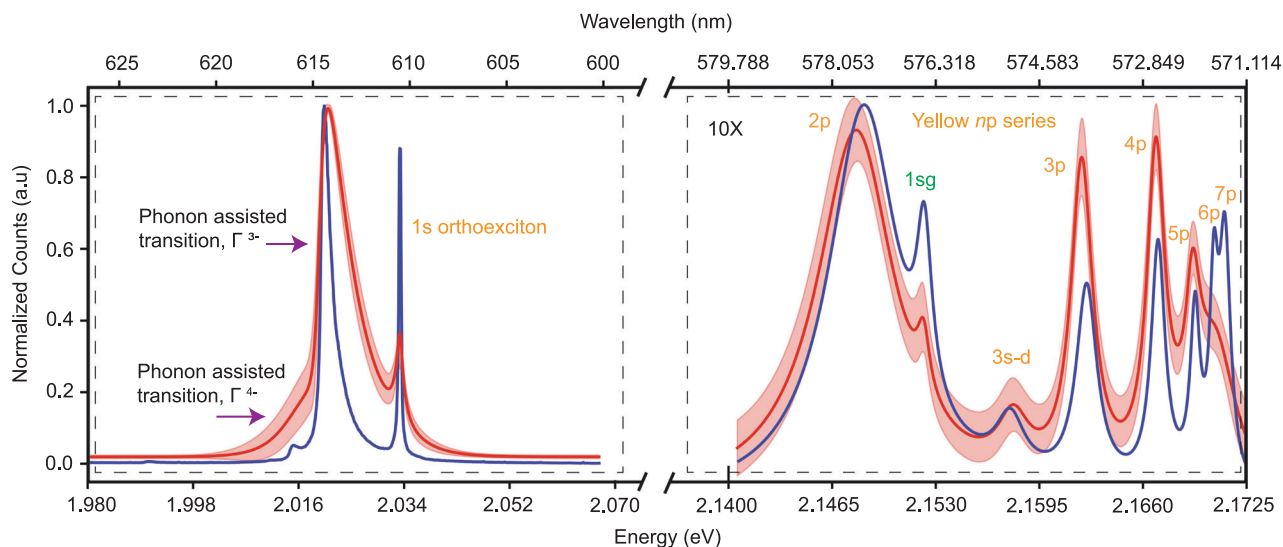 Wavelength (nm)
625 620 615 610 605 600 579.788 578.053 576.318 574.583 572.849 571.114
Normalized Counts (a.u)
1.0
0.8
0.6
0.4
0.2
0.0
Phonon assisted
transition, Γ 3-
Phonon assisted
transition, Γ 4-
1s orthoexciton
10X
2p
Yellow np series
1sg
3s-d
3p
4p
5p
6p
7p
1.980 1.998 2.016 2.034 2.052 2.070 2.1400 2.1465 2.1530 2.1595 2.1660 2.1725
Energy (eV)